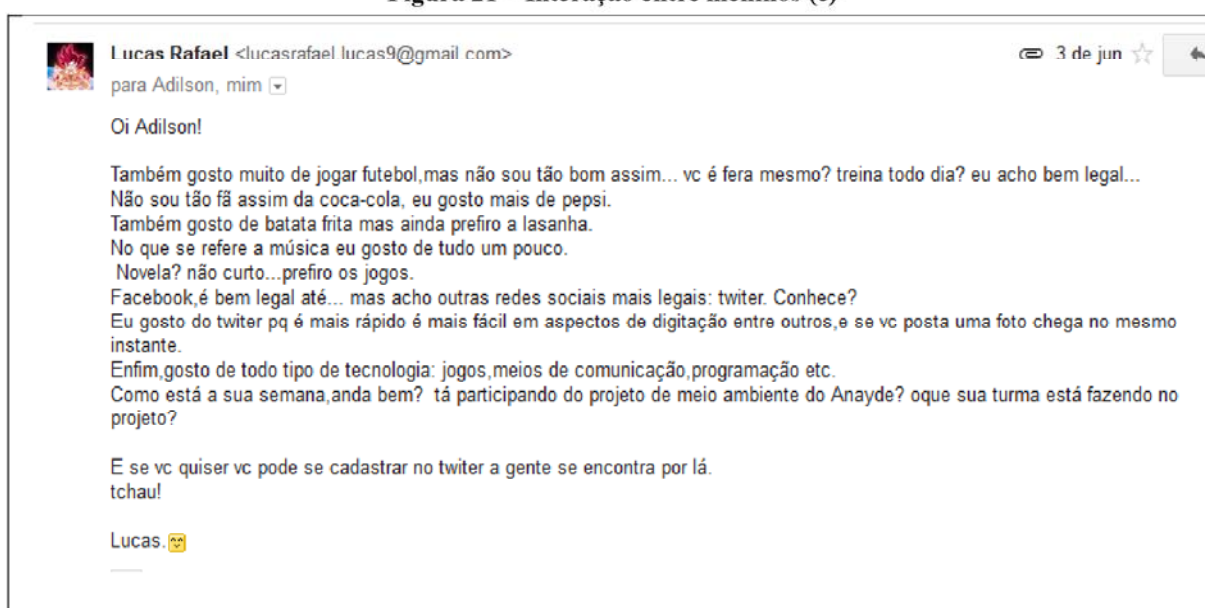 Lucas Rafael <lucasrafael.lucas9@gmail.com>
3 de jun
para Adilson, mim
Oi Adilson!
Também gosto muito de jogar futebol,mas não sou tão bom assim... vc é fera mesmo? treina todo dia? eu acho bem legal...
Não sou tão fã assim da coca-cola, eu gosto mais de pepsi.
Também gosto de batata frita mas ainda prefiro a lasanha.
No que se refere a música eu gosto de tudo um pouco.
Novela? não curto...prefiro os jogos.
Facebook,é bem legal até... mas acho outras redes sociais mais legais: twiter. Conhece?
Eu gosto do twiter pq é mais rápido é mais fácil em aspectos de digitação entre outros,e se vc posta uma foto chega no mesmo
instante.
Enfim,gosto de todo tipo de tecnologia: jogos,meios de comunicação,programação etc.
Como está a sua semana,anda bem? tá participando do projeto de meio ambiente do Anayde? oque sua turma está fazendo no
projeto?
E se vc quiser vc pode se cadastrar no twiter a gente se encontra por lá.
tchau!
Lucas.